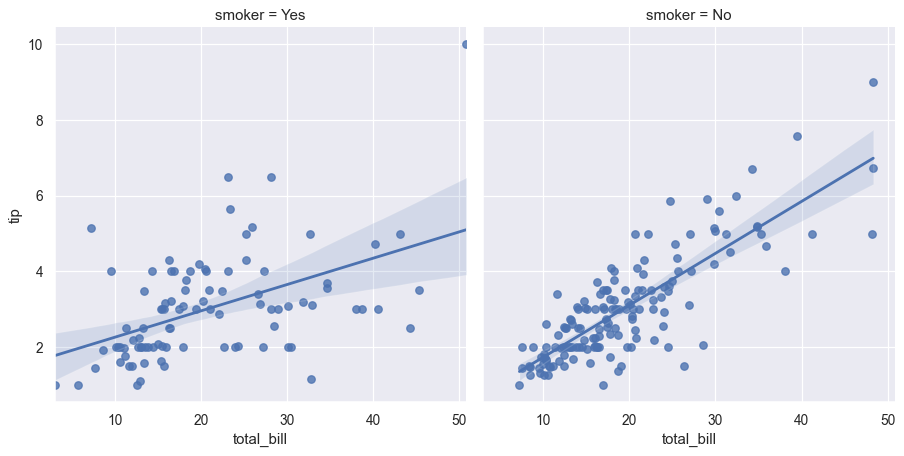 smoker = Yes
smoker = No
10
8
6
4
2
tip
10 20 30 40 50
10 20 30 40 50
total_bill
total_bill